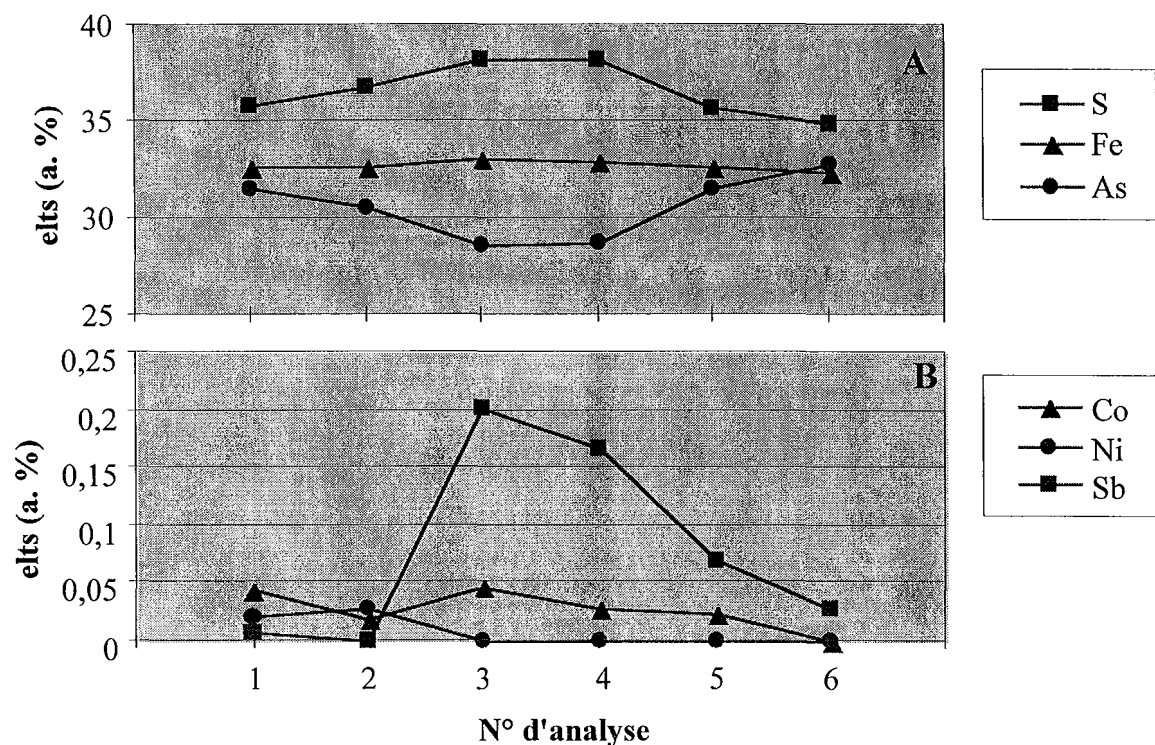 A
elts (a. %)
40
35
30
25
S
Fe
As
B
elts (a. %)
0,25
0,2
0,15
0,1
0,05
0
1 2 3 4 5 6
N° d'analyse
Co
Ni
Sb